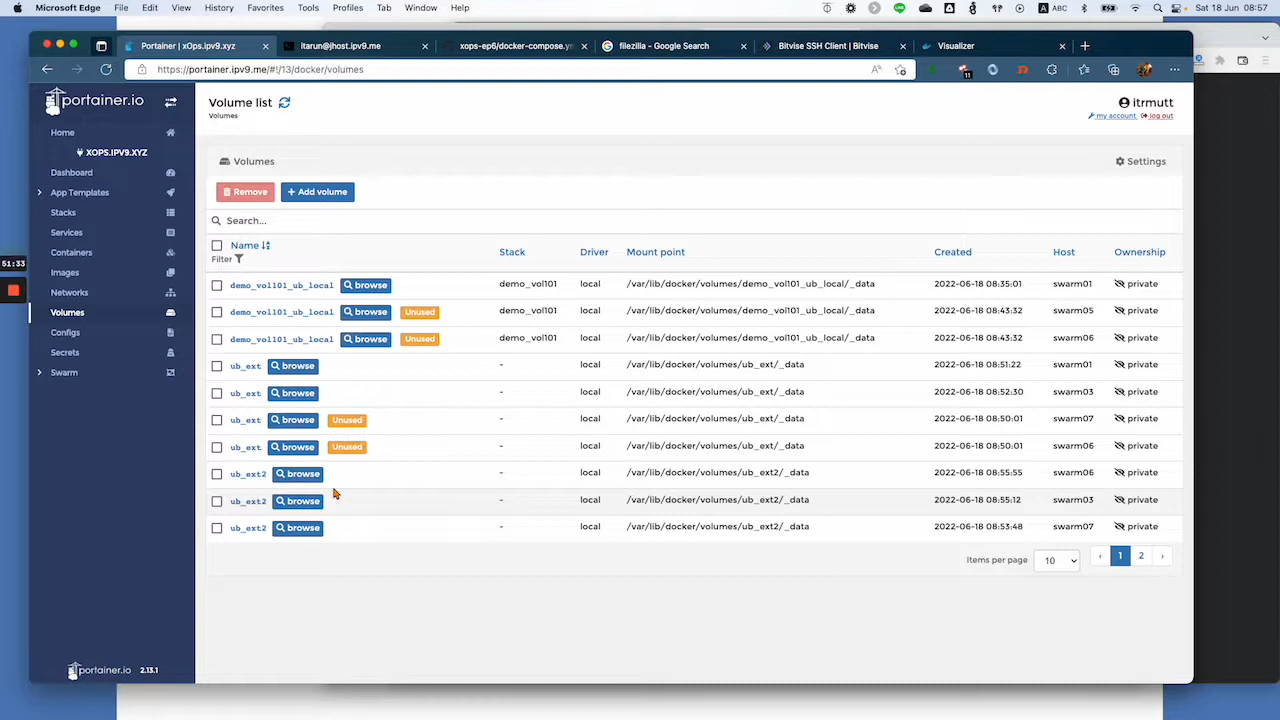 Microsoft Edge File Edit View History Favorites Tools Profiles Tab Window Help ABC Sat 18 Jun 08:57
Portainer | xOps.ipv9.xyz itarun@jhost.ipv9.me xops-ep6/docker-compose.ym filezilla - Google Search Bitvise SSH Client | Bitvise Visualizer
https://portainer.ipv9.me/#!/13/docker/volumes 11
portainer.io
Volume list
Volumes
itrmutt
my account log out
Home
XOPS.IPV9.XYZ
Dashboard
App Templates
Stacks
Services
Containers
Images
Networks
Volumes
Configs
Secrets
Swarm
portainer.io 2.13.1
51:33
Volumes Settings
Remove Add volume
Search...
Name Stack Driver Mount point Created Host Ownership
Filter
demo_vol101_ub_local browse demo_vol101 local /var/lib/docker/volumes/demo_vol101_ub_local/_data 2022-06-18 08:35:01 swarm01 private
demo_vol101_ub_local browse Unused demo_vol101 local /var/lib/docker/volumes/demo_vol101_ub_local/_data 2022-06-18 08:43:32 swarm05 private
demo_vol101_ub_local browse Unused demo_vol101 local /var/lib/docker/volumes/demo_vol101_ub_local/_data 2022-06-18 08:43:32 swarm06 private
ub_ext browse - local /var/lib/docker/volumes/ub_ext/_data 2022-06-18 08:51:22 swarm01 private
ub_ext browse - local /var/lib/docker/volumes/ub_ext/_data 2022-06-18 08:52:30 swarm03 private
ub_ext browse Unused - local /var/lib/docker/volumes/ub_ext/_data 2022-06-18 08:50:01 swarm07 private
ub_ext browse Unused - local /var/lib/docker/volumes/ub_ext/_data 2022-06-18 08:50:01 swarm06 private
ub_ext2 browse - local /var/lib/docker/volumes/ub_ext2/_data 2022-06-18 08:55:55 swarm06 private
ub_ext2 browse - local /var/lib/docker/volumes/ub_ext2/_data 2022-06-18 08:55:12 swarm03 private
ub_ext2 browse - local /var/lib/docker/volumes/ub_ext2/_data 2022-06-18 08:53:48 swarm07 private
Items per page 10 ‹ 1 2 ›